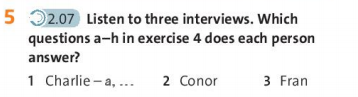 5 2.07 Listen to three interviews. Which
questions a–h in exercise 4 does each person
answer?
1 Charlie – a, ... 2 Conor 3 Fran